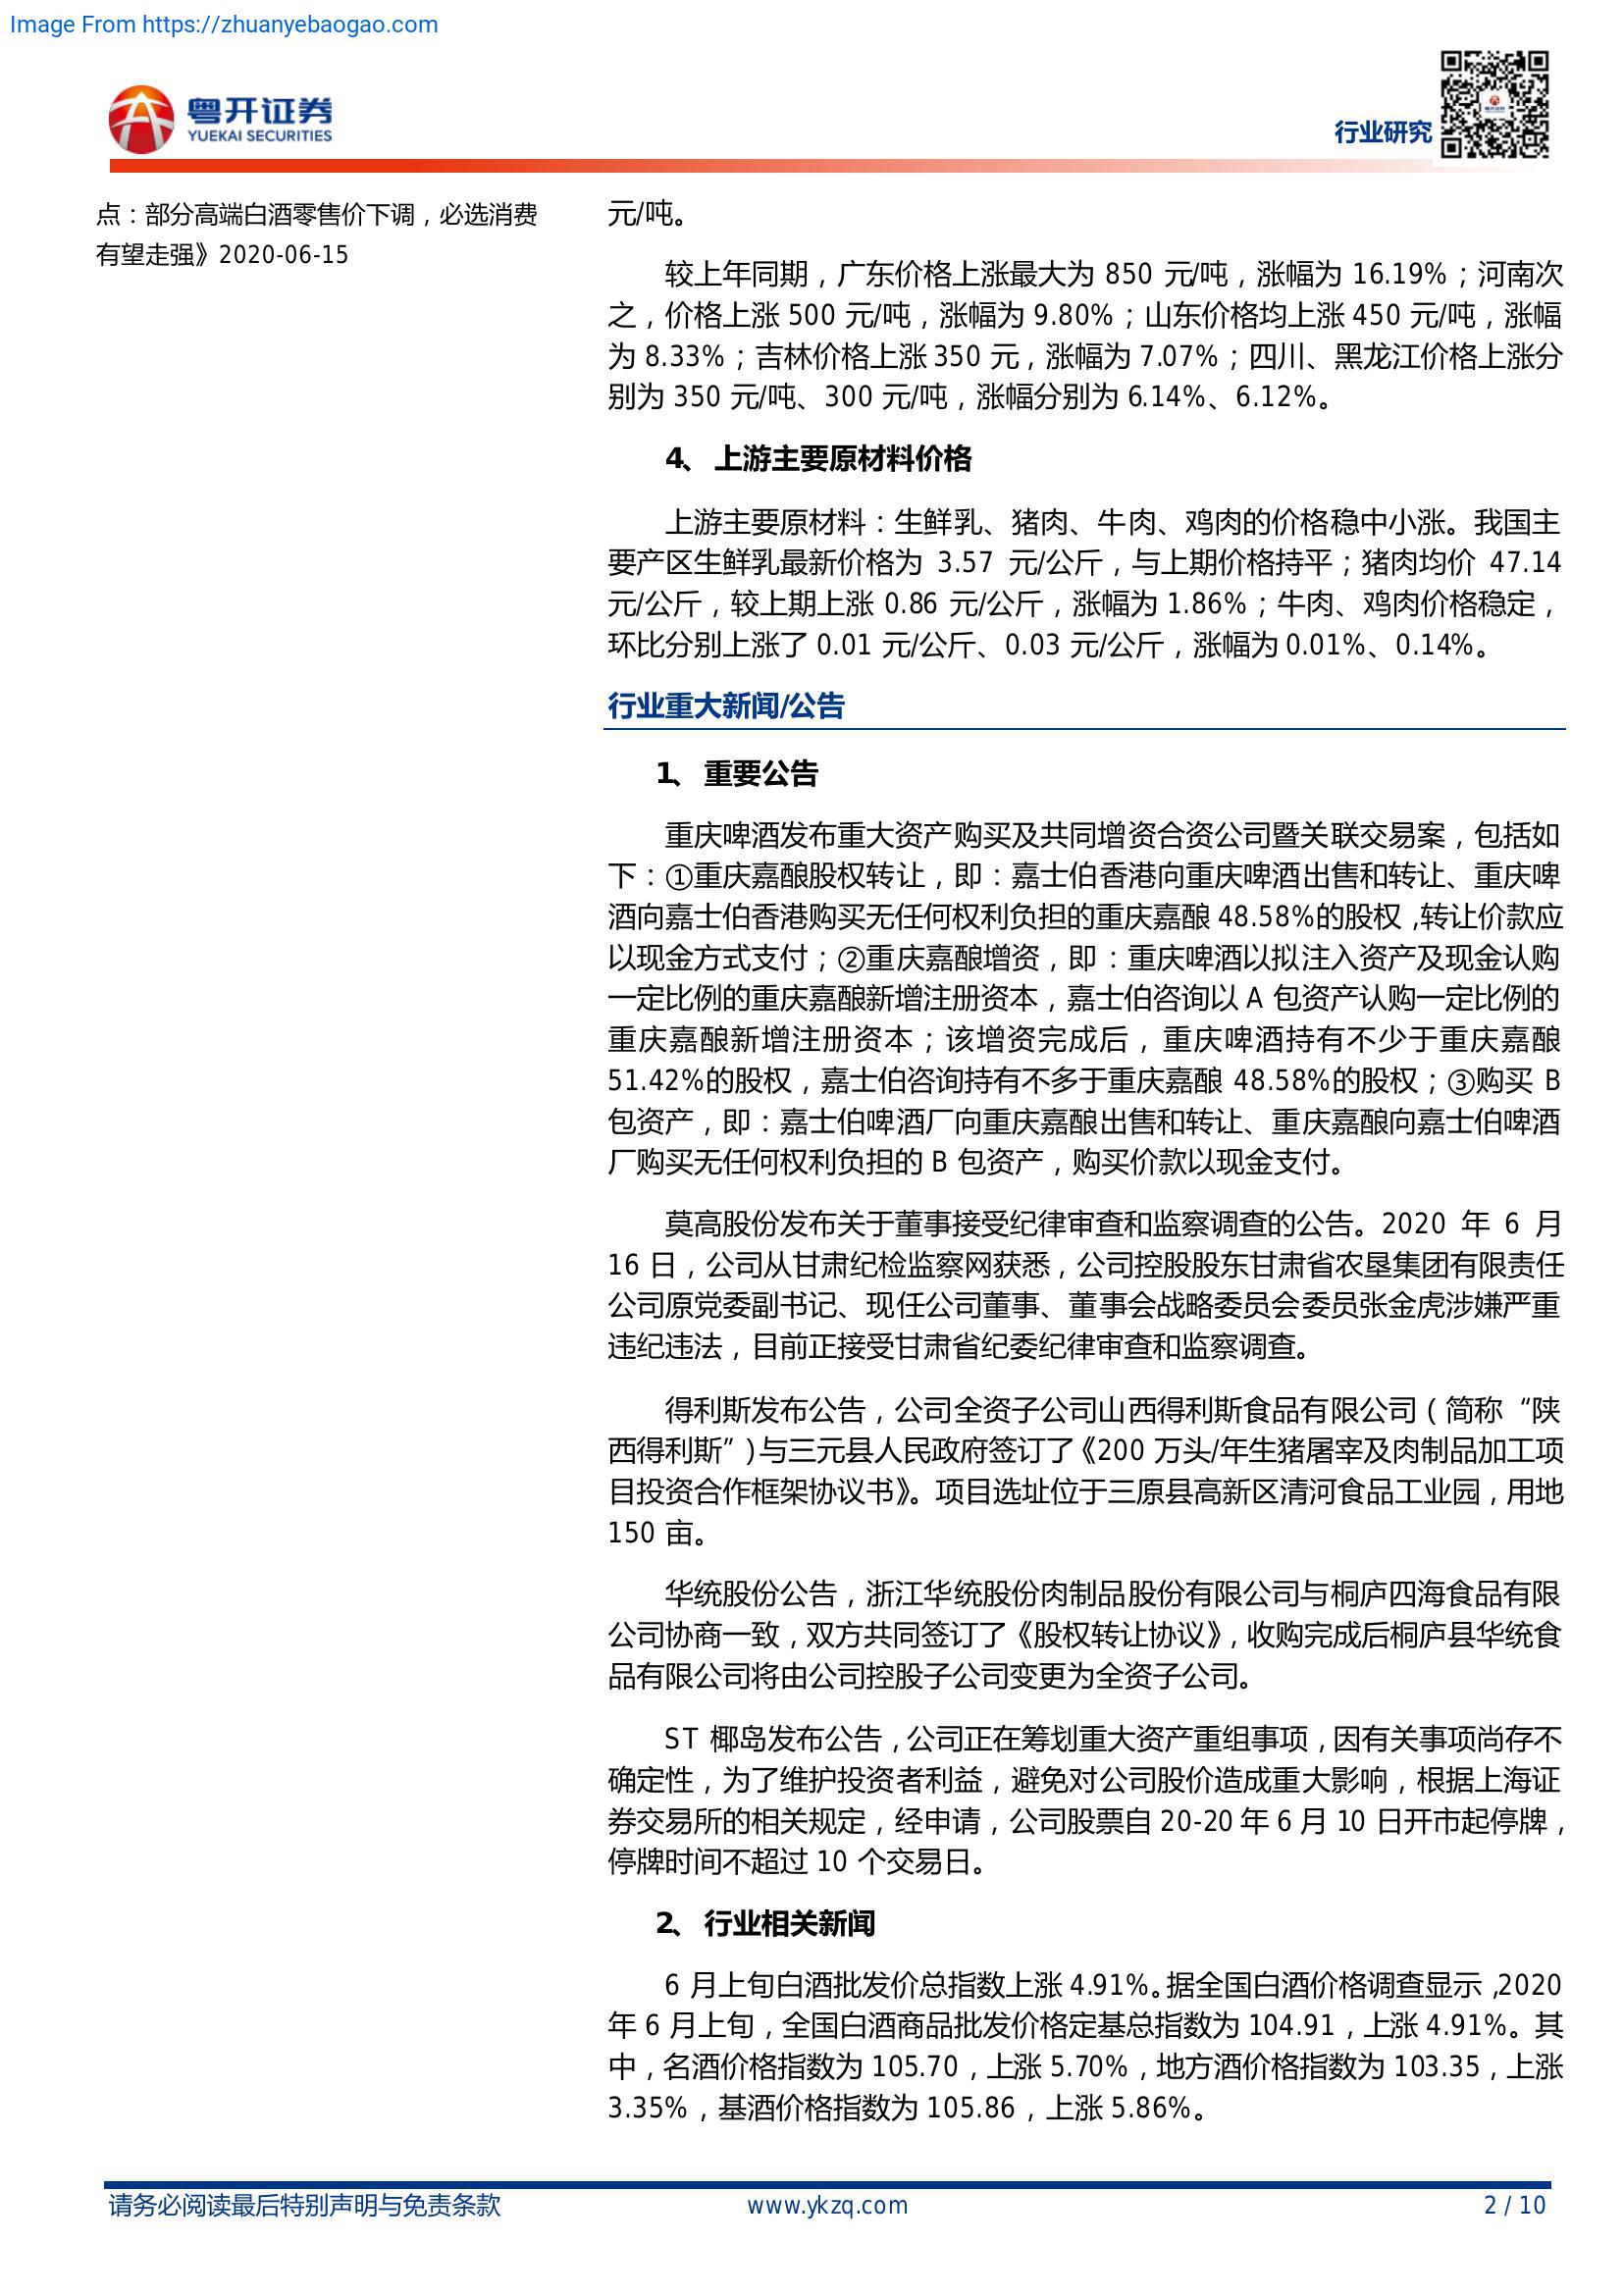 Image From https://zhuanyebaogao.com
粤开证券
YUEKAI SECURITIES
行业研究
点：部分高端白酒零售价下调，必选消费
有望走强》2020-06-15
元/吨。
较上年同期，广东价格上涨最大为 850 元/吨，涨幅为 16.19%；河南次
之，价格上涨 500 元/吨，涨幅为 9.80%；山东价格均上涨 450 元/吨，涨幅
为 8.33%；吉林价格上涨 350 元，涨幅为 7.07%；四川、黑龙江价格上涨分
别为 350 元/吨、300 元/吨，涨幅分别为 6.14%、6.12%。
4、 上游主要原材料价格
上游主要原材料：生鲜乳、猪肉、牛肉、鸡肉的价格稳中小涨。我国主
要产区生鲜乳最新价格为 3.57 元/公斤，与上期价格持平；猪肉均价 47.14
元/公斤，较上期上涨 0.86 元/公斤，涨幅为 1.86%；牛肉、鸡肉价格稳定，
环比分别上涨了 0.01 元/公斤、0.03 元/公斤，涨幅为 0.01%、0.14%。
行业重大新闻/公告
1、 重要公告
重庆啤酒发布重大资产购买及共同增资合资公司暨关联交易案，包括如
下：①重庆嘉酿股权转让，即：嘉士伯香港向重庆啤酒出售和转让、重庆啤
酒向嘉士伯香港购买无任何权利负担的重庆嘉酿 48.58%的股权，转让价款应
以现金方式支付；②重庆嘉酿增资，即：重庆啤酒以拟注入资产及现金认购
一定比例的重庆嘉酿新增注册资本，嘉士伯咨询以 A 包资产认购一定比例的
重庆嘉酿新增注册资本；该增资完成后，重庆啤酒持有不少于重庆嘉酿
51.42%的股权，嘉士伯咨询持有不多于重庆嘉酿 48.58%的股权；③购买 B
包资产，即：嘉士伯啤酒厂向重庆嘉酿出售和转让、重庆嘉酿向嘉士伯啤酒
厂购买无任何权利负担的 B 包资产，购买价款以现金支付。
莫高股份发布关于董事接受纪律审查和监察调查的公告。2020 年 6 月
16 日，公司从甘肃纪检监察网获悉，公司控股股东甘肃省农垦集团有限责任
公司原党委副书记、现任公司董事、董事会战略委员会委员张金虎涉嫌严重
违纪违法，目前正接受甘肃省纪委纪律审查和监察调查。
得利斯发布公告，公司全资子公司山西得利斯食品有限公司（简称“陕
西得利斯”）与三元县人民政府签订了《200 万头/年生猪屠宰及肉制品加工项
目投资合作框架协议书》。项目选址位于三原县高新区清河食品工业园，用地
150 亩。
华统股份公告，浙江华统股份肉制品股份有限公司与桐庐四海食品有限
公司协商一致，双方共同签订了《股权转让协议》，收购完成后桐庐县华统食
品有限公司将由公司控股子公司变更为全资子公司。
ST 椰岛发布公告，公司正在筹划重大资产重组事项，因有关事项尚存不
确定性，为了维护投资者利益，避免对公司股价造成重大影响，根据上海证
券交易所的相关规定，经申请，公司股票自 20-20 年 6 月 10 日开市起停牌，
停牌时间不超过 10 个交易日。
2、 行业相关新闻
6 月上旬白酒批发价总指数上涨 4.91%。据全国白酒价格调查显示，2020
年 6 月上旬，全国白酒商品批发价格定基总指数为 104.91，上涨 4.91%。其
中，名酒价格指数为 105.70，上涨 5.70%，地方酒价格指数为 103.35，上涨
3.35%，基酒价格指数为 105.86，上涨 5.86%。
请务必阅读最后特别声明与免责条款
www.ykzq.com
2 / 10